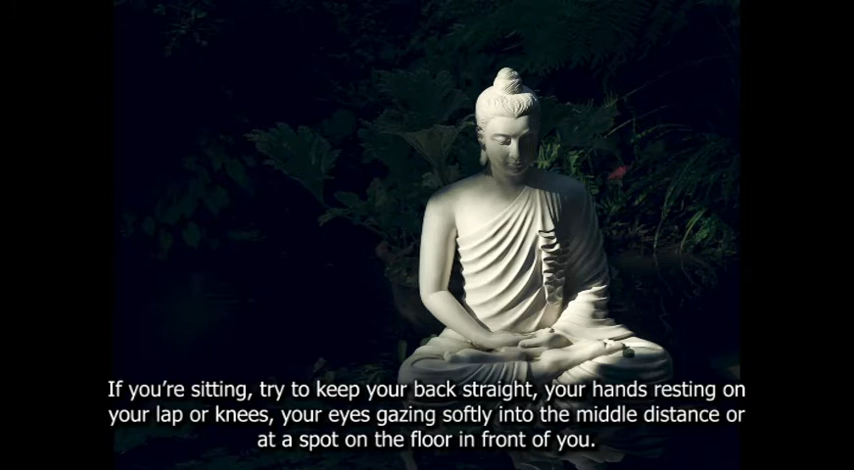 If you’re sitting, try to keep your back straight, your hands resting on
your lap or knees, your eyes gazing softly into the middle distance or
at a spot on the floor in front of you.